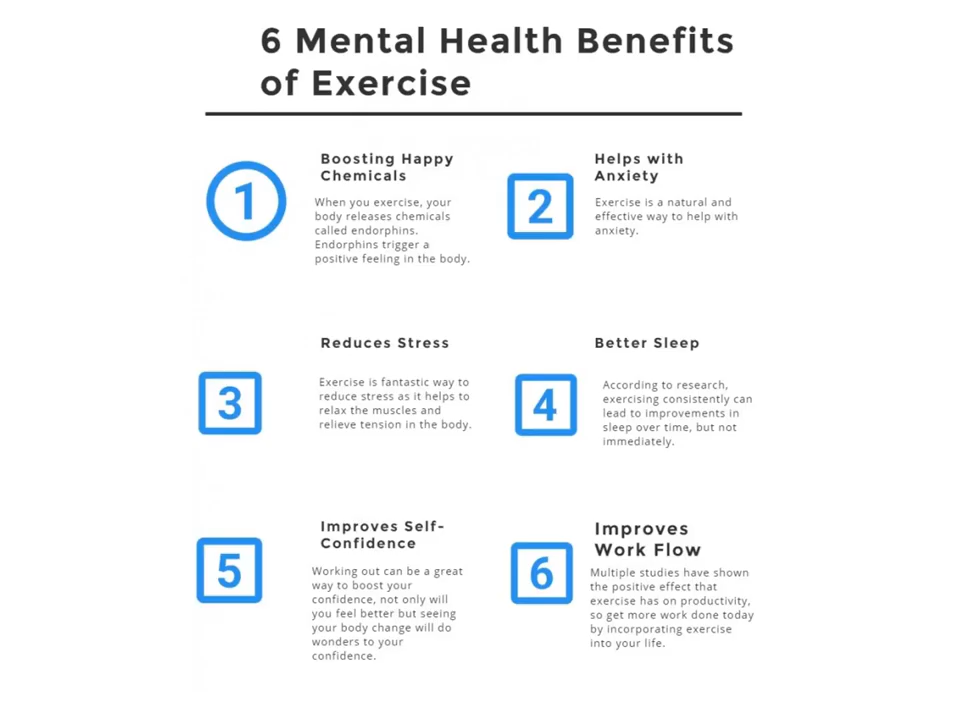 6 Mental Health Benefits
of Exercise
1
Boosting Happy
Chemicals
When you exercise, your
body releases chemicals
called endorphins.
Endorphins trigger a
positive feeling in the body.
2
Helps with
Anxiety
Exercise is a natural and
effective way to help with
anxiety.
3
Reduces Stress
Exercise is fantastic way to
reduce stress as it helps to
relax the muscles and
relieve tension in the body.
4
Better Sleep
According to research,
exercising consistently can
lead to improvements in
sleep over time, but not
immediately.
5
Improves Self-
Confidence
Working out can be a great
way to boost your
confidence, not only will
you feel better but seeing
your body change will do
wonders to your
confidence.
6
Improves
Work Flow
Multiple studies have shown
the positive effect that
exercise has on productivity,
so get more work done today
by incorporating exercise
into your life.